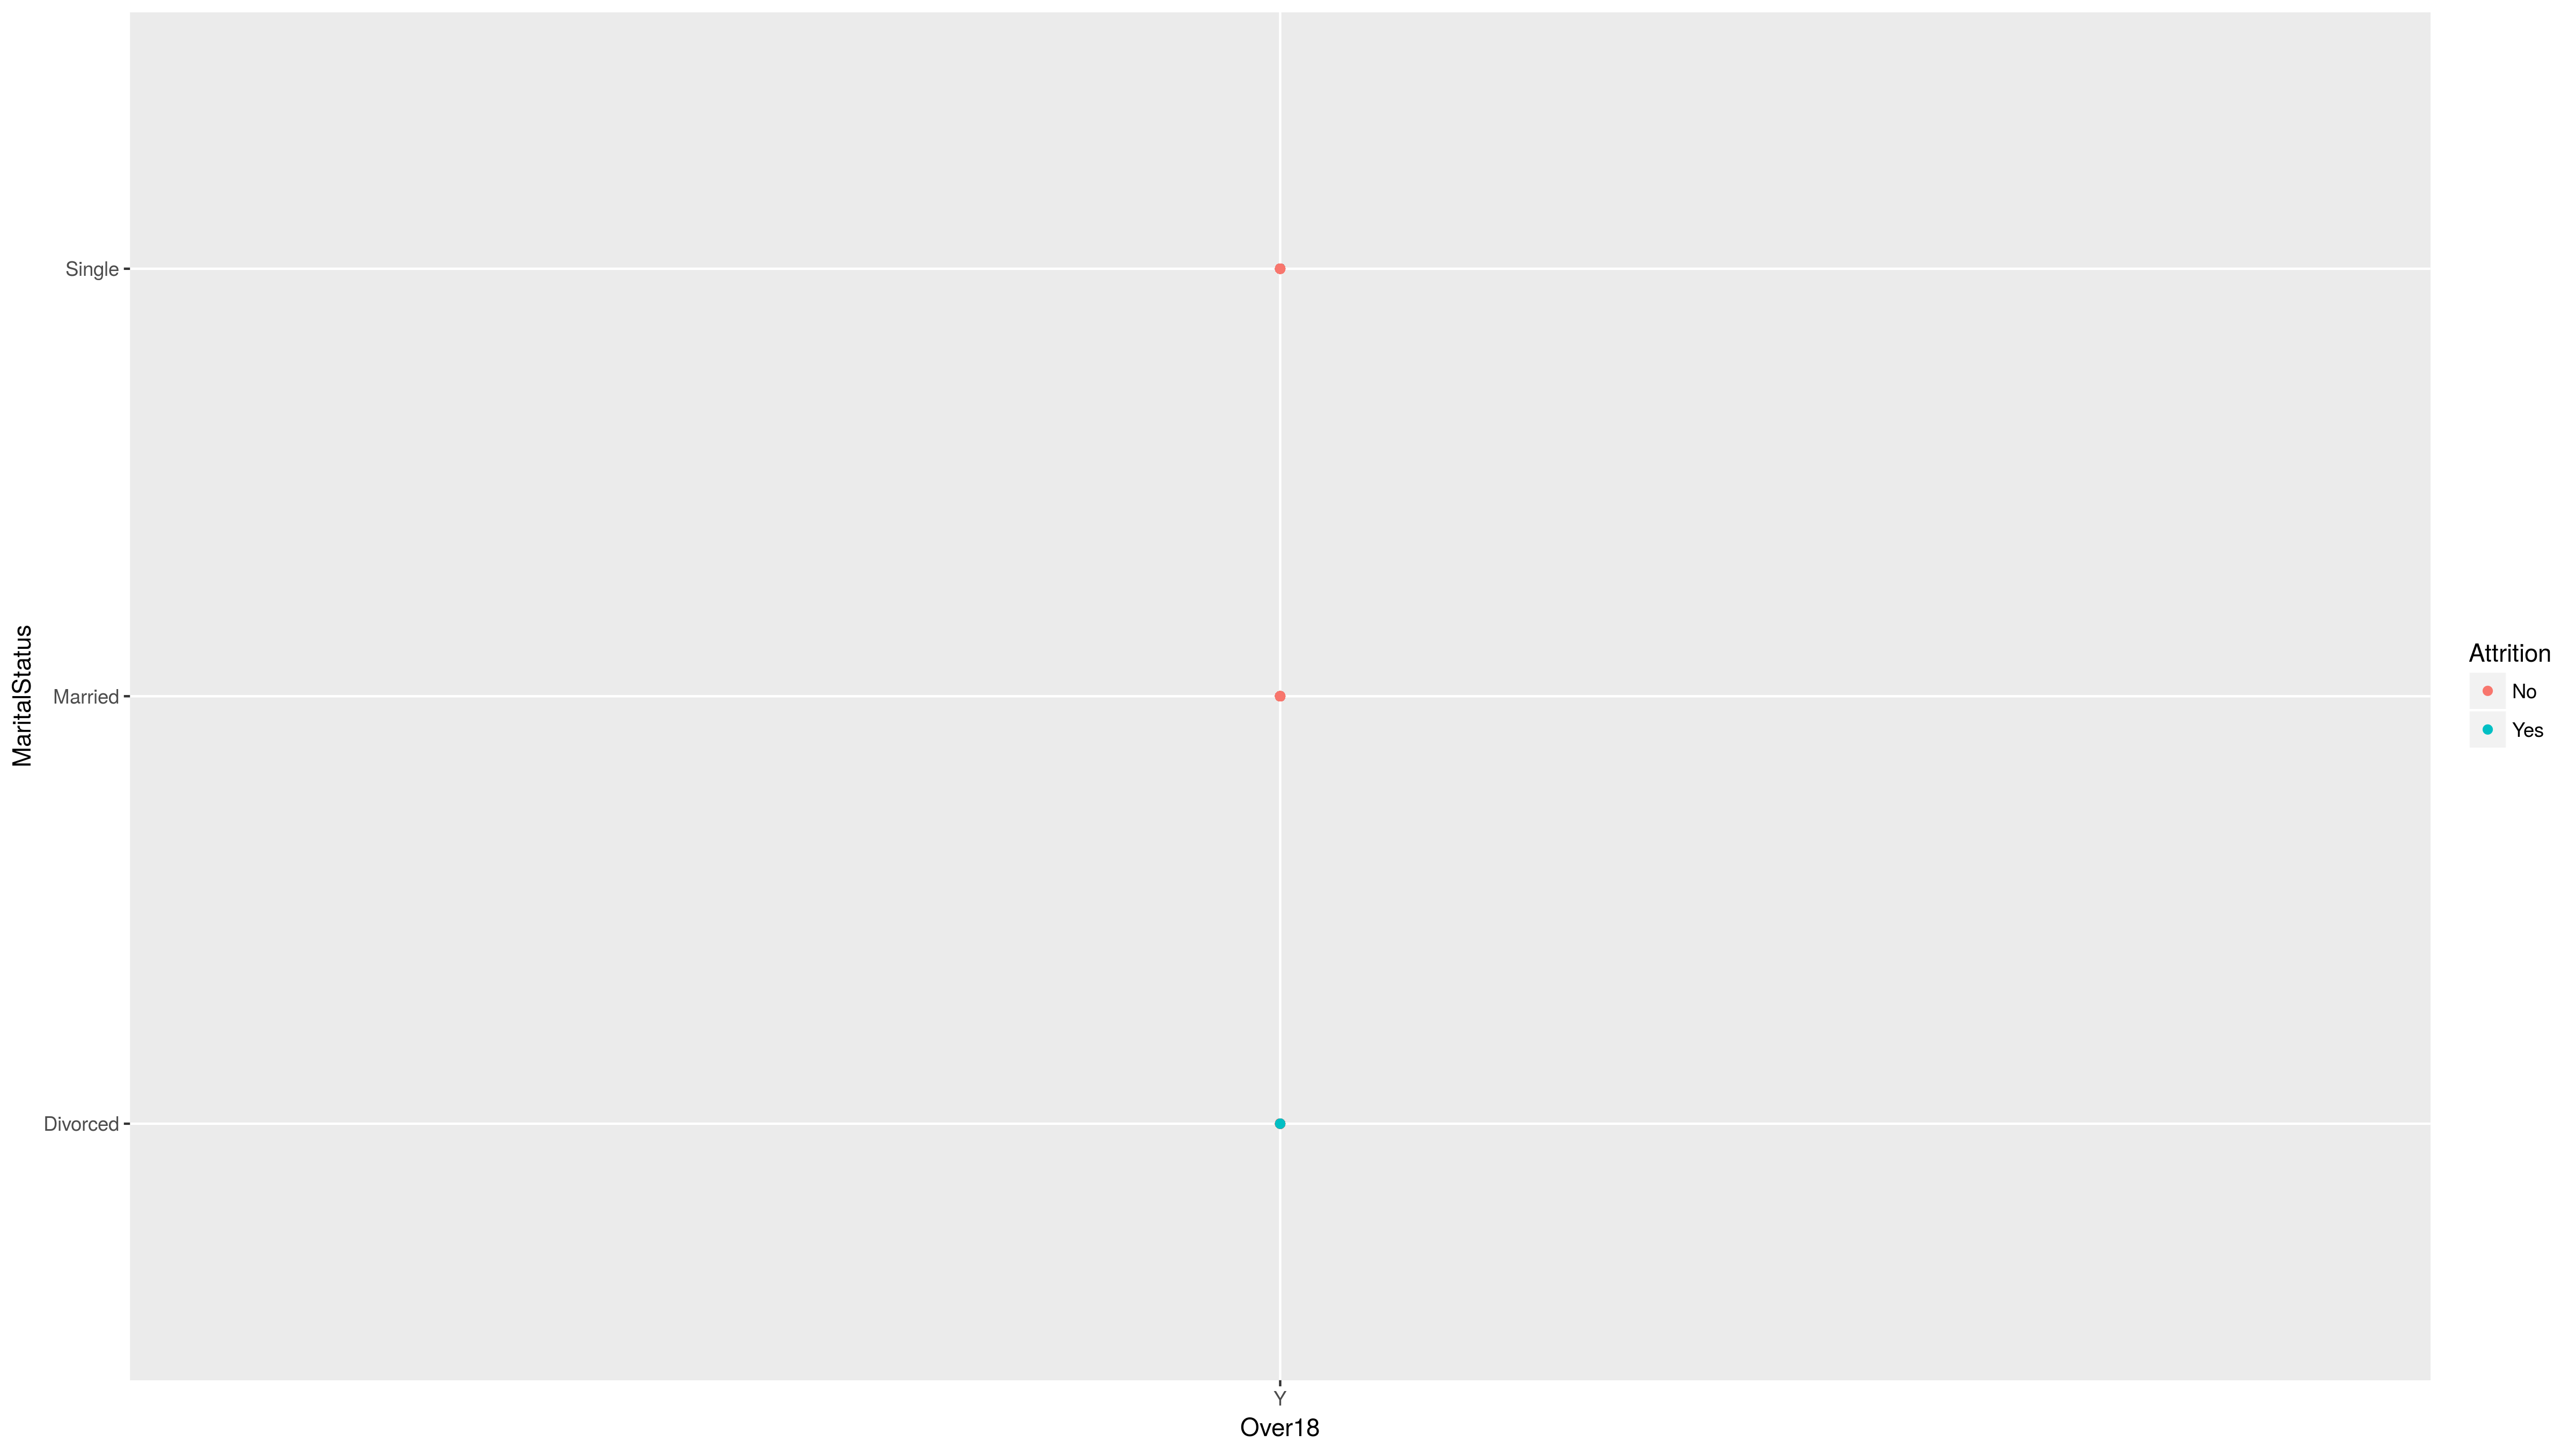 MaritalStatus
Single
Married
Divorced
Y
Over18
Attrition
No
Yes